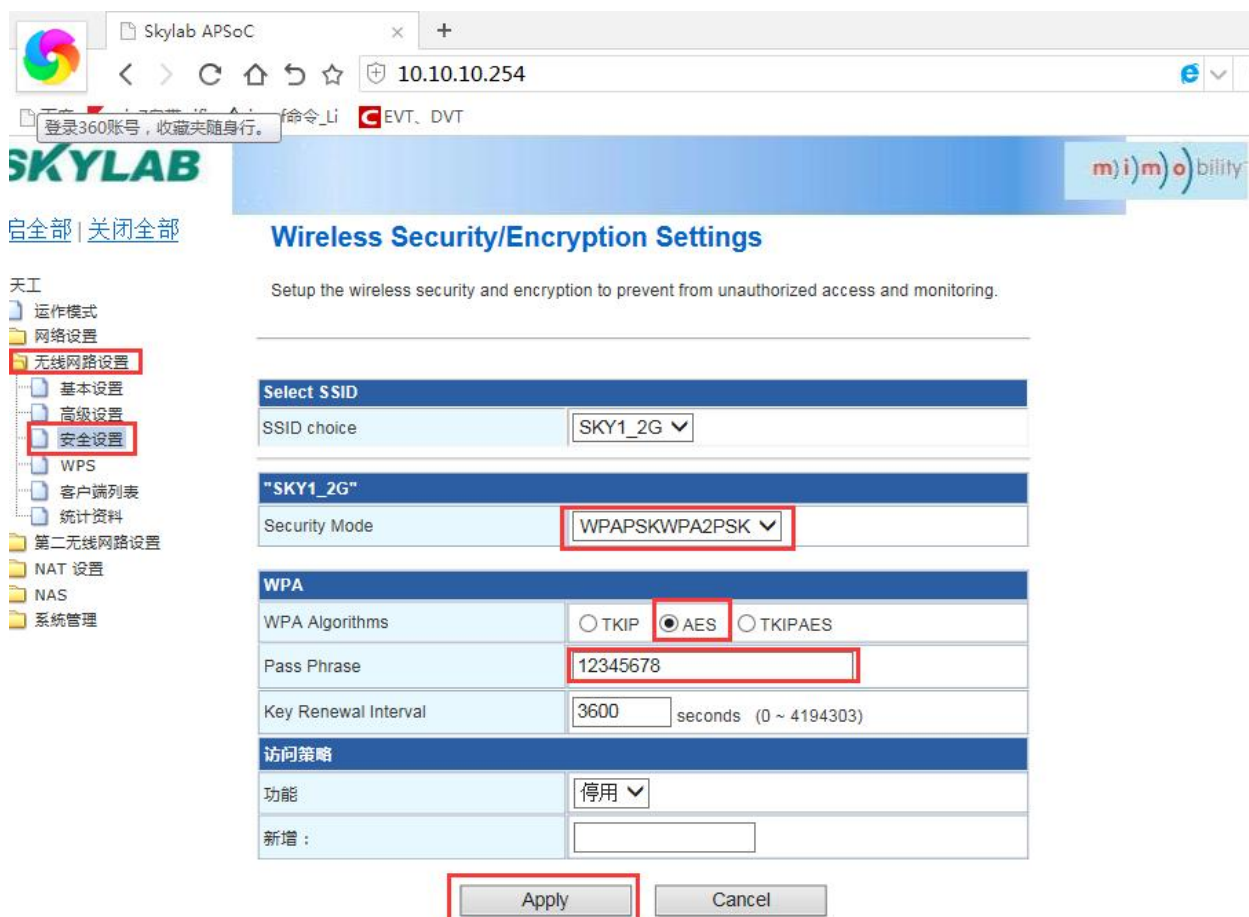 Skylab APSoC
10.10.10.254
登录360账号，收藏夹随身行。
f命令_Li
EVT、DVT
SKYLAB
m)i)m)o)bility
启全部 | 关闭全部
Wireless Security/Encryption Settings
天工
Setup the wireless security and encryption to prevent from unauthorized access and monitoring.
运作模式
网络设置
无线网路设置
基本设置
高级设置
安全设置
WPS
客户端列表
统计资料
第二无线网路设置
NAT 设置
NAS
系统管理
Select SSID
SSID choice SKY1_2G
"SKY1_2G"
Security Mode WPAPSKWPA2PSK
WPA
WPA Algorithms TKIP AES TKIPAES
Pass Phrase 12345678
Key Renewal Interval 3600 seconds (0 ~ 4194303)
访问策略
功能 停用
新增：
Apply Cancel